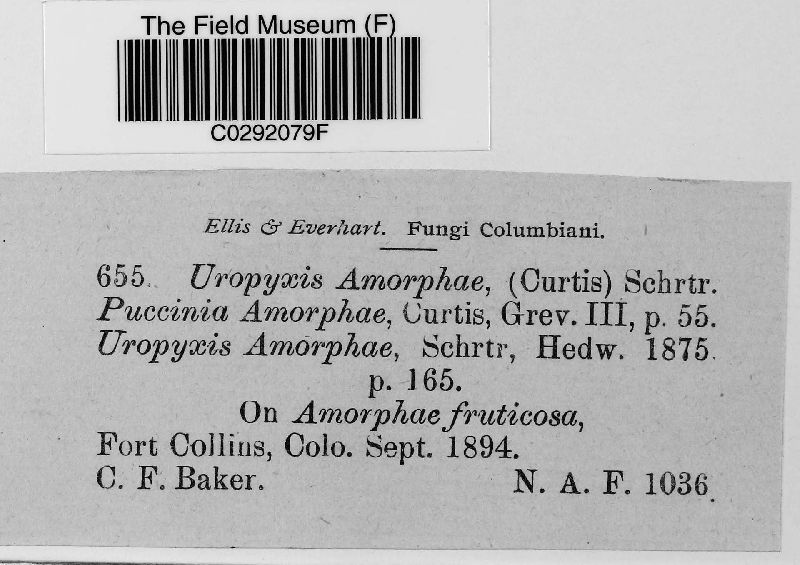 The Field Museum (F)
C0292079F
Ellis & Everhart. Fungi Columbiani.
655. Uropyxis Amorphae, (Curtis) Schrtr.
Puccinia Amorphae, Curtis, Grev. III, p. 55.
Uropyxis Amorphae, Schrtr, Hedw. 1875.
p. 165.
On Amorphae fruticosa,
Fort Collins, Colo. Sept. 1894.
C. F. Baker. N. A. F. 1036.